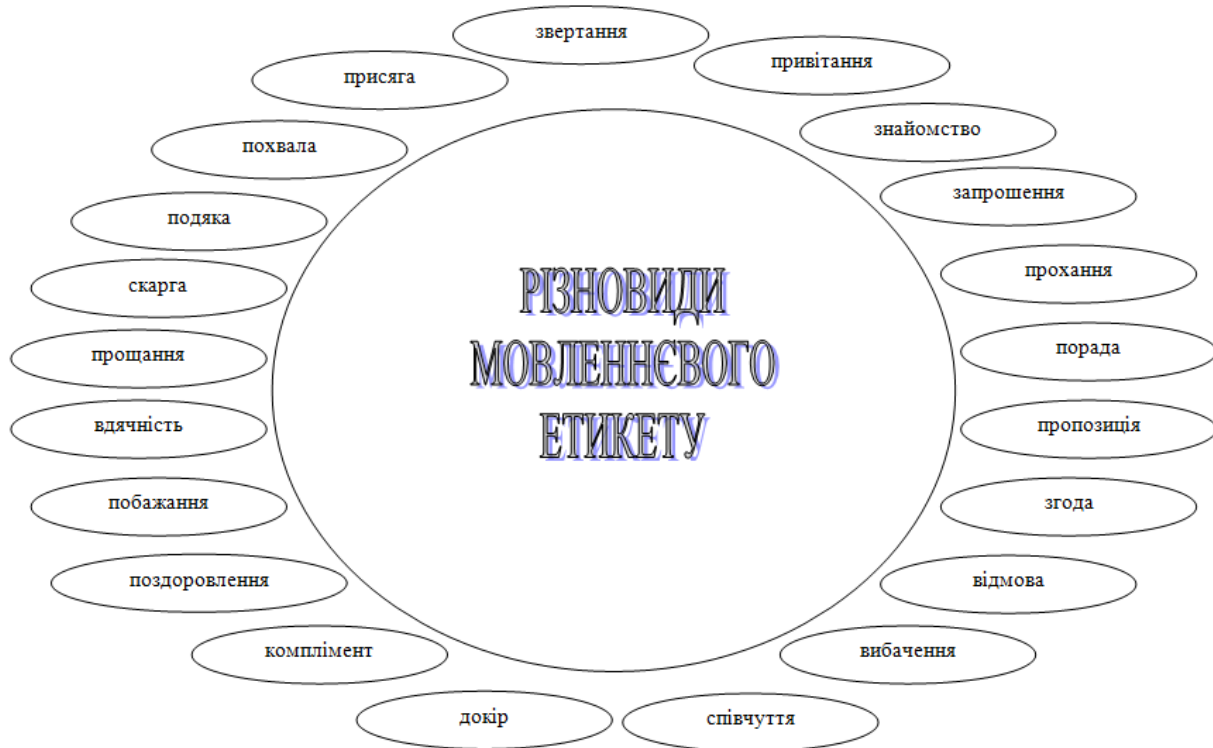 звертання
привітання
знайомство
запрошення
прохання
порада
пропозиція
згода
відмова
вибачення
співчуття
докір
комплімент
поздоровлення
побажання
вдячність
прощання
скарга
подяка
похвала
присяга
РІЗНОВИДИ
МОВЛЕННЄВОГО
ЕТИКЕТУ